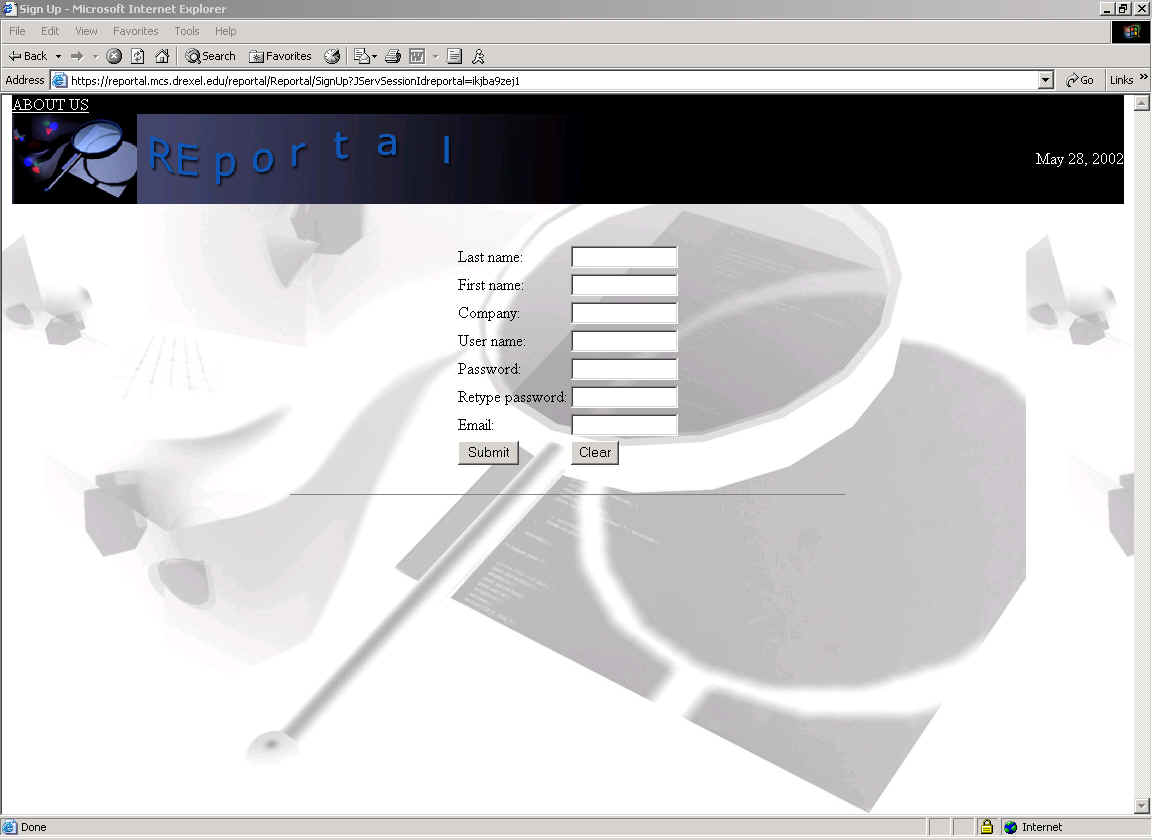 Sign Up - Microsoft Internet Explorer
File Edit View Favorites Tools Help
Back Search Favorites
Address https://reportal.mcs.drexel.edu/reportal/Reportal/SignUp?JServSessionIdreportal=ikjba9zej1 Go Links »
ABOUT US
REportal
May 28, 2002
Last name:
First name:
Company:
User name:
Password:
Retype password:
Email:
Submit Clear
Done Internet